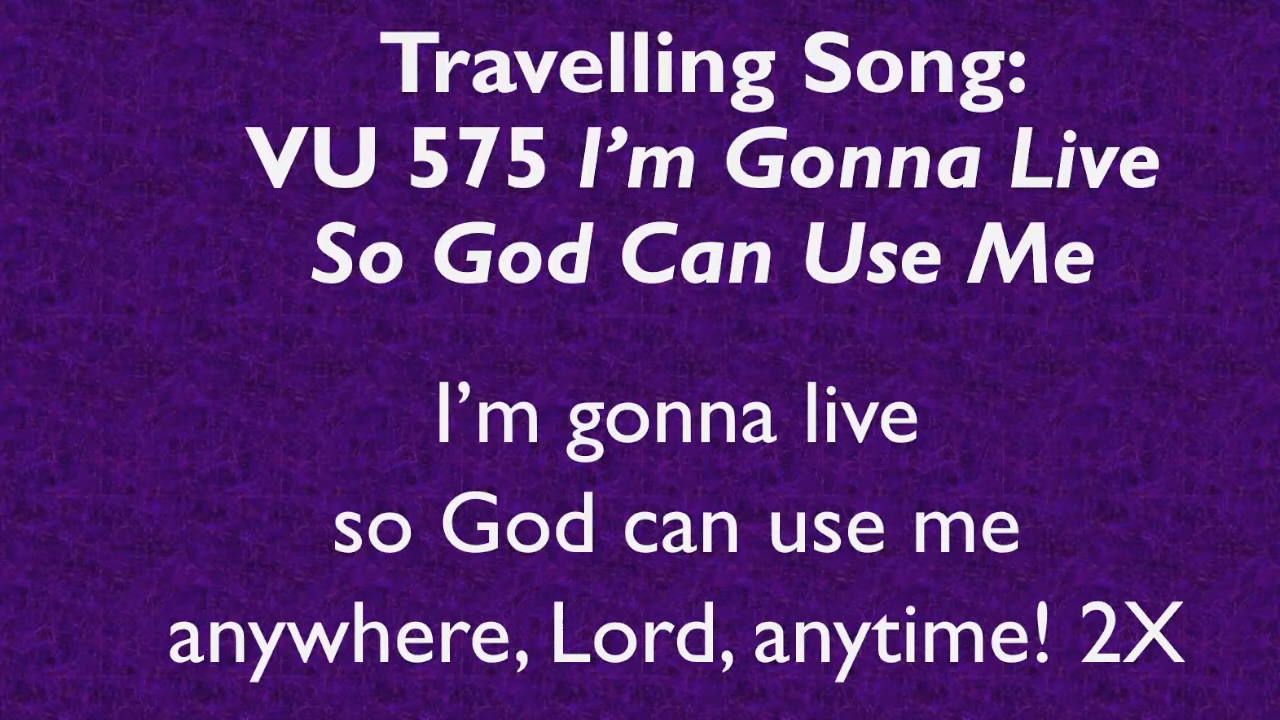 Travelling Song:
VU 575 I’m Gonna Live
So God Can Use Me
I’m gonna live
so God can use me
anywhere, Lord, anytime! 2X